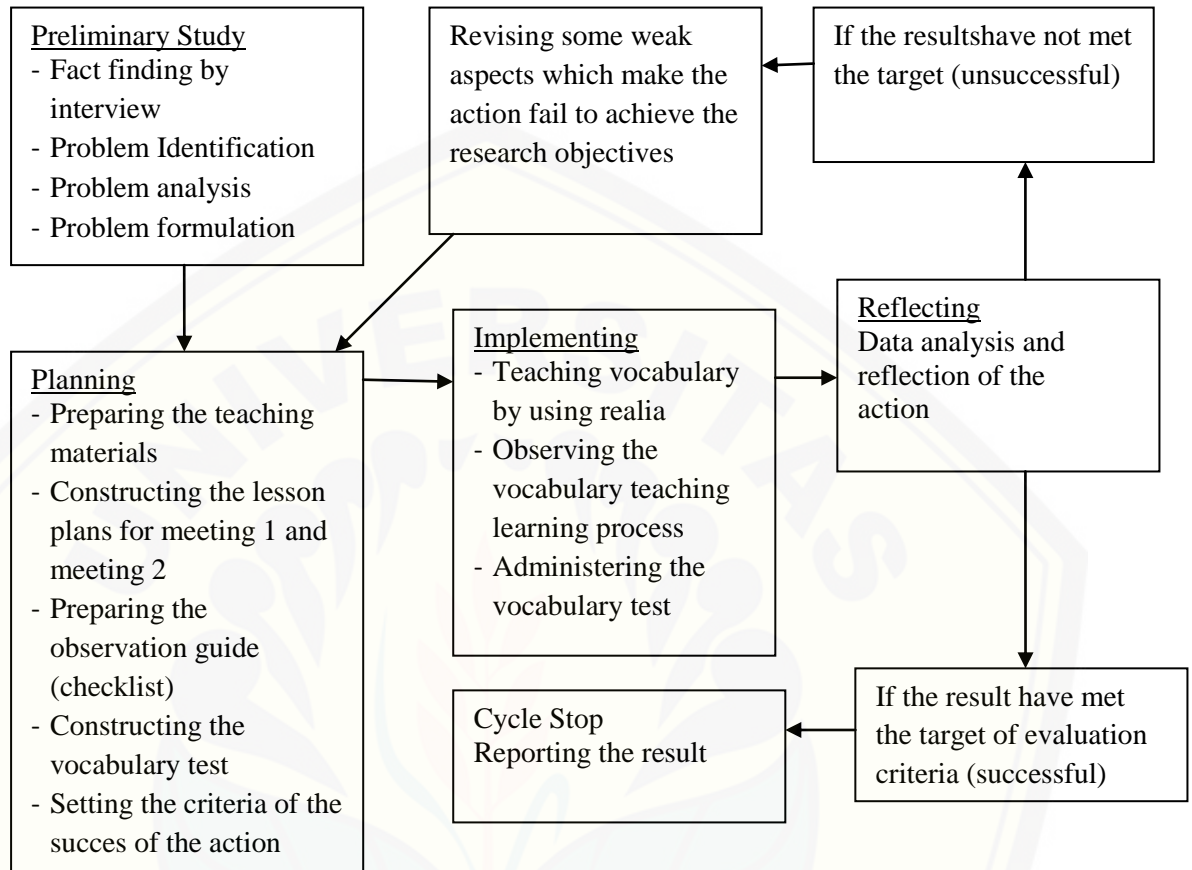 Preliminary Study
- Fact finding by
interview
- Problem Identification
- Problem analysis
- Problem formulation
Revising some weak
aspects which make the
action fail to achieve the
research objectives
If the resultshave not met
the target (unsuccessful)
Planning
- Preparing the teaching
materials
- Constructing the lesson
plans for meeting 1 and
meeting 2
- Preparing the
observation guide
(checklist)
- Constructing the
vocabulary test
- Setting the criteria of the
succes of the action
Implementing
- Teaching vocabulary
by using realia
- Observing the
vocabulary teaching
learning process
- Administering the
vocabulary test
Reflecting
Data analysis and
reflection of the
action
Cycle Stop
Reporting the result
If the result have met
the target of evaluation
criteria (successful)
UNIVERSITAS